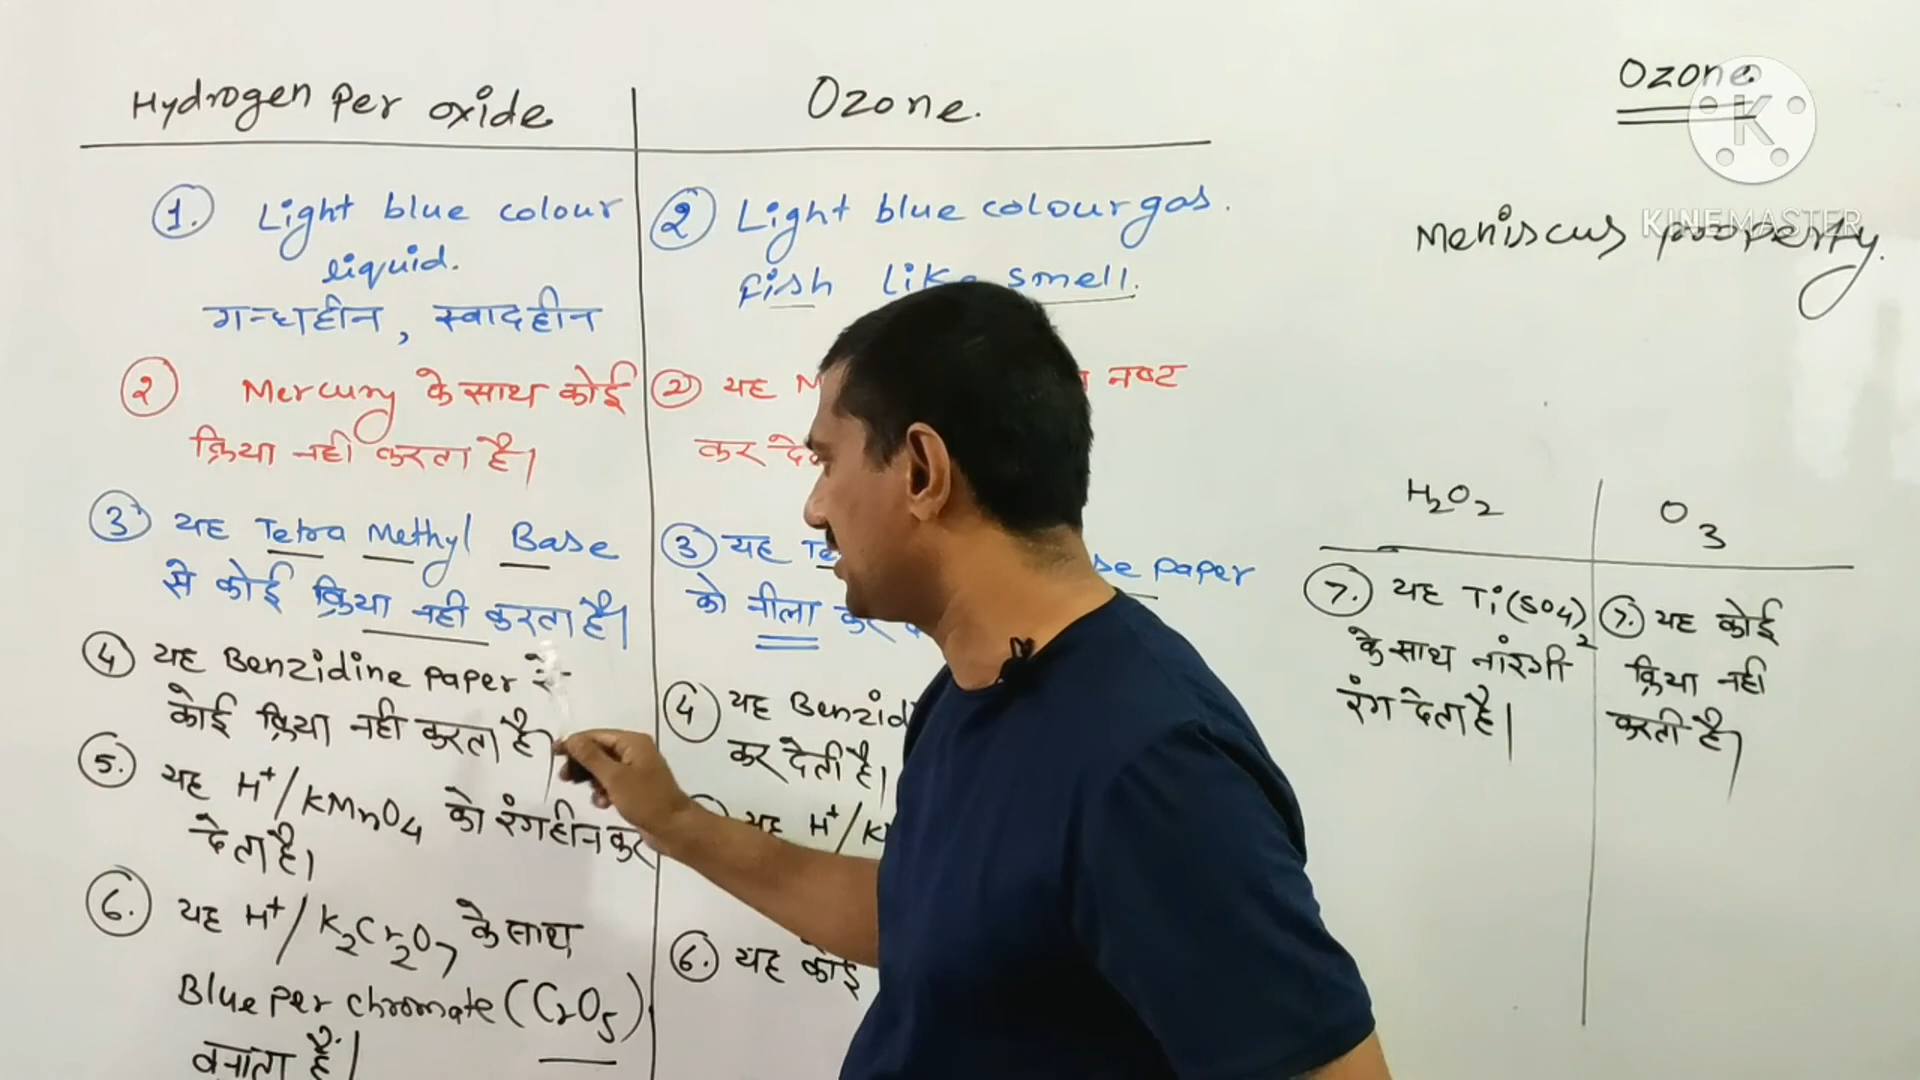 Hydrogen Per oxide
1. Light blue colour
liquid.
गन्धहीन, स्वादहीन
2 Mercury के साथ कोई
क्रिया नही करता है।
3 यह Tetra Methyl Base
से कोई क्रिया नही करता है।
4 यह Benzidine paper से
कोई क्रिया नही करता है।
5. यह H+/KMnO4 को रंगहीन कर
देता है।
6. यह H+/K2Cr2O7 के साथ
Blue per chromate (CrO5)
बनाता है।
Ozone.
2 Light blue colour gas.
fish like smell.
2 यह नष्ट
कर
3 यह paper
को नीला कर
4 यह
कर देती है।
यह H+/
6. यह कोई
Ozone
KINEMASTER
Meniscus property.
H2O2
7. यह Ti(SO4)2
के साथ नांरगी
रंग देता है।
O3
7. यह कोई
क्रिया नही
करती है।